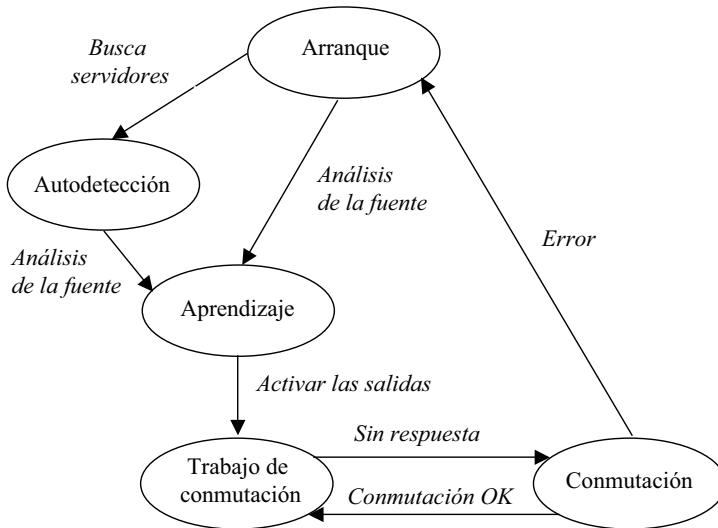 Arranque
Busca
servidores
Autodetección
Análisis
de la fuente
Análisis
de la fuente
Error
Aprendizaje
Activar las salidas
Sin respuesta
Trabajo de
conmutación
Conmutación
Conmutación OK